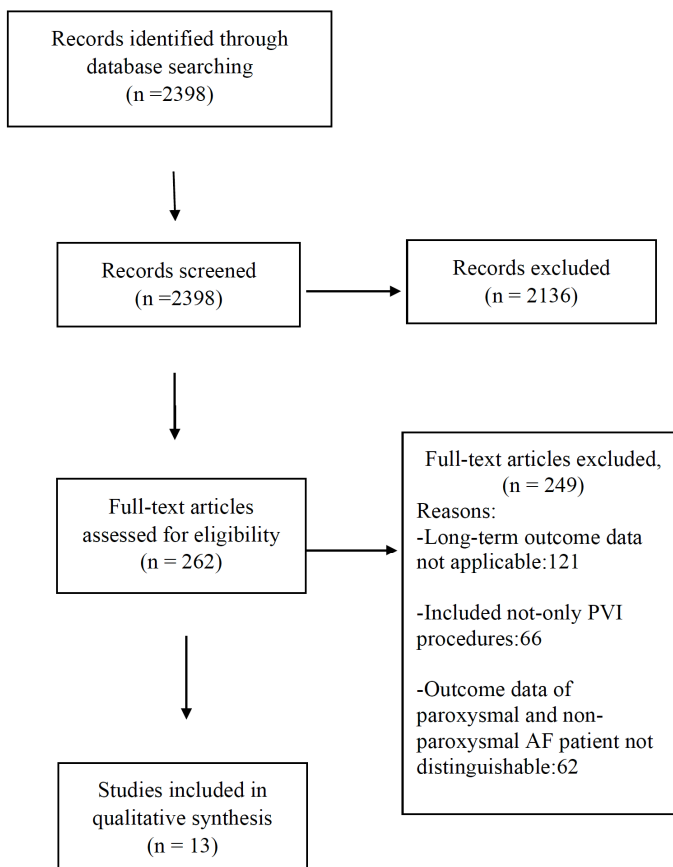 Records identified through
database searching
(n =2398)
Records screened
(n =2398)
Records excluded
(n = 2136)
Full-text articles
assessed for eligibility
(n = 262)
Full-text articles excluded,
(n = 249)
Reasons:
-Long-term outcome data
not applicable:121
-Included not-only PVI
procedures:66
-Outcome data of
paroxysmal and non-
paroxysmal AF patient not
distinguishable:62
Studies included in
qualitative synthesis
(n = 13)